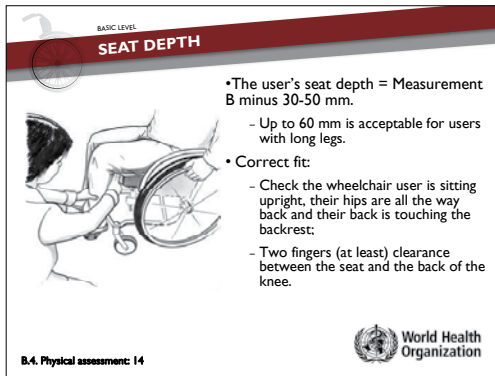 BASIC LEVEL
SEAT DEPTH
•The user's seat depth = Measurement
B minus 30-50 mm.
– Up to 60 mm is acceptable for users
with long legs.
• Correct fit:
– Check the wheelchair user is sitting
upright, their hips are all the way
back and their back is touching the
backrest;
– Two fingers (at least) clearance
between the seat and the back of the
knee.
World Health
Organization
B.4. Physical assessment: 14